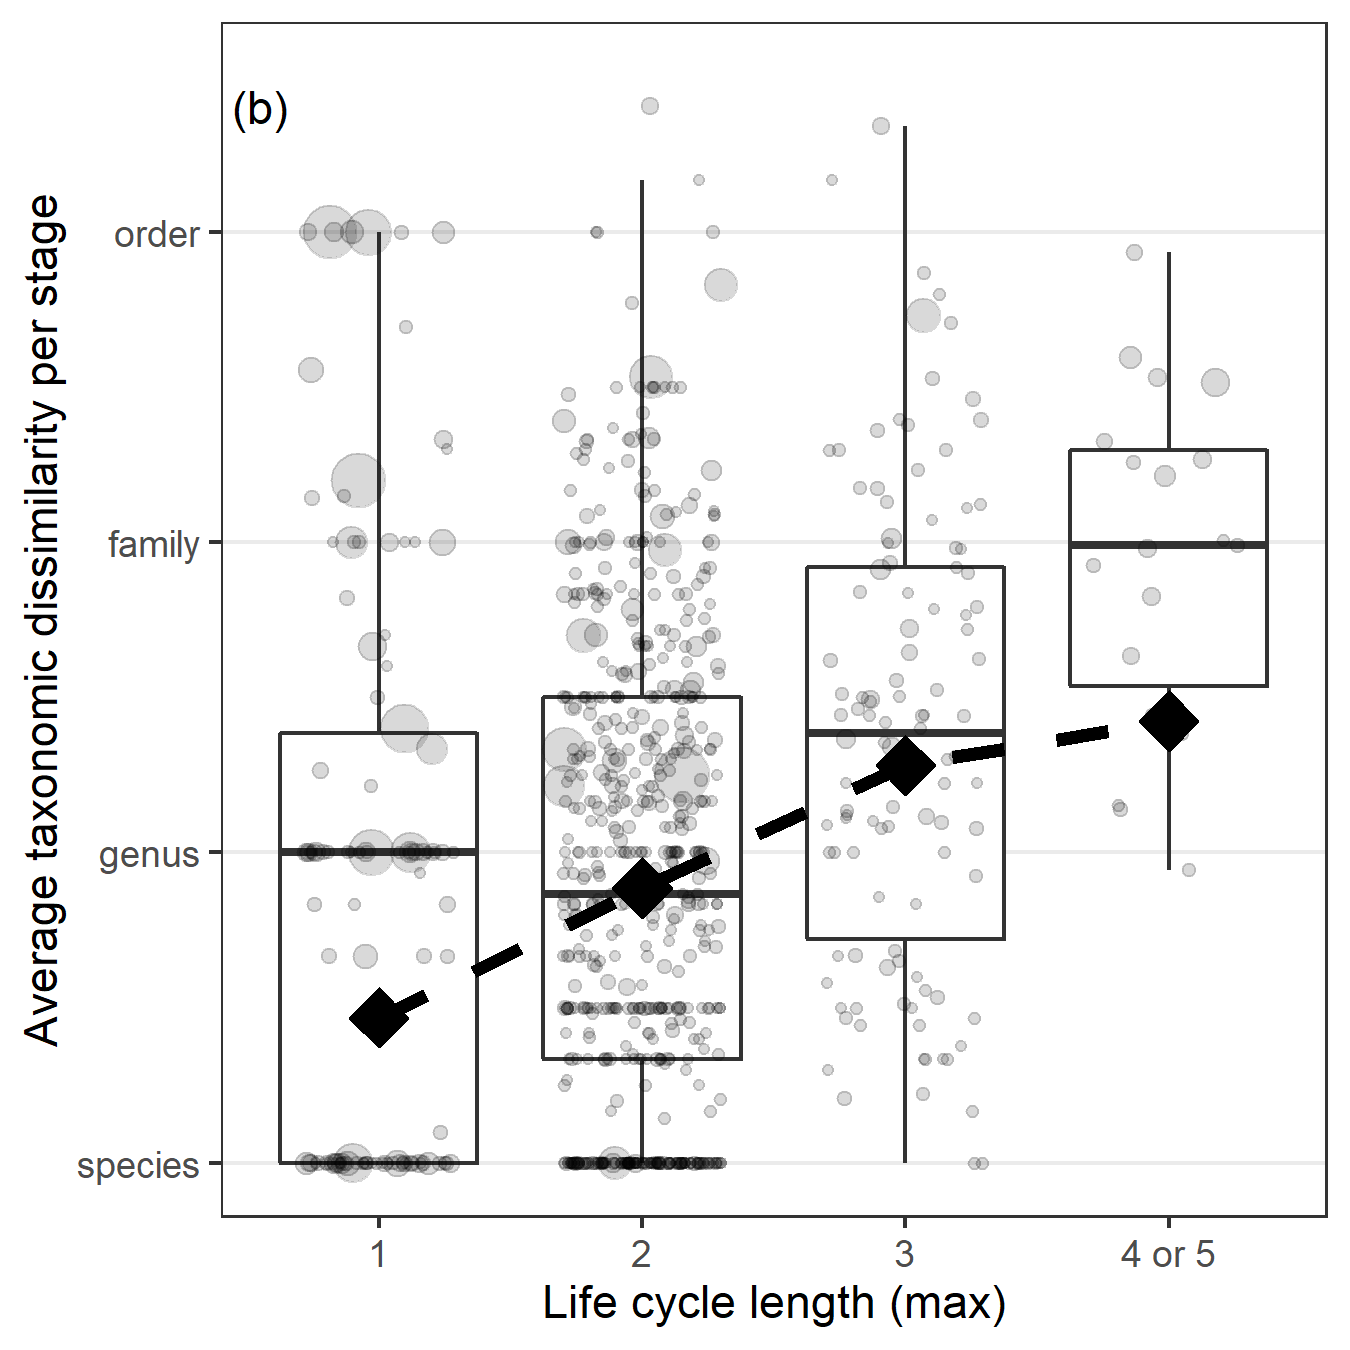 (b)
Average taxonomic dissimilarity per stage
order
family
genus
species
1 2 3 4 or 5
Life cycle length (max)